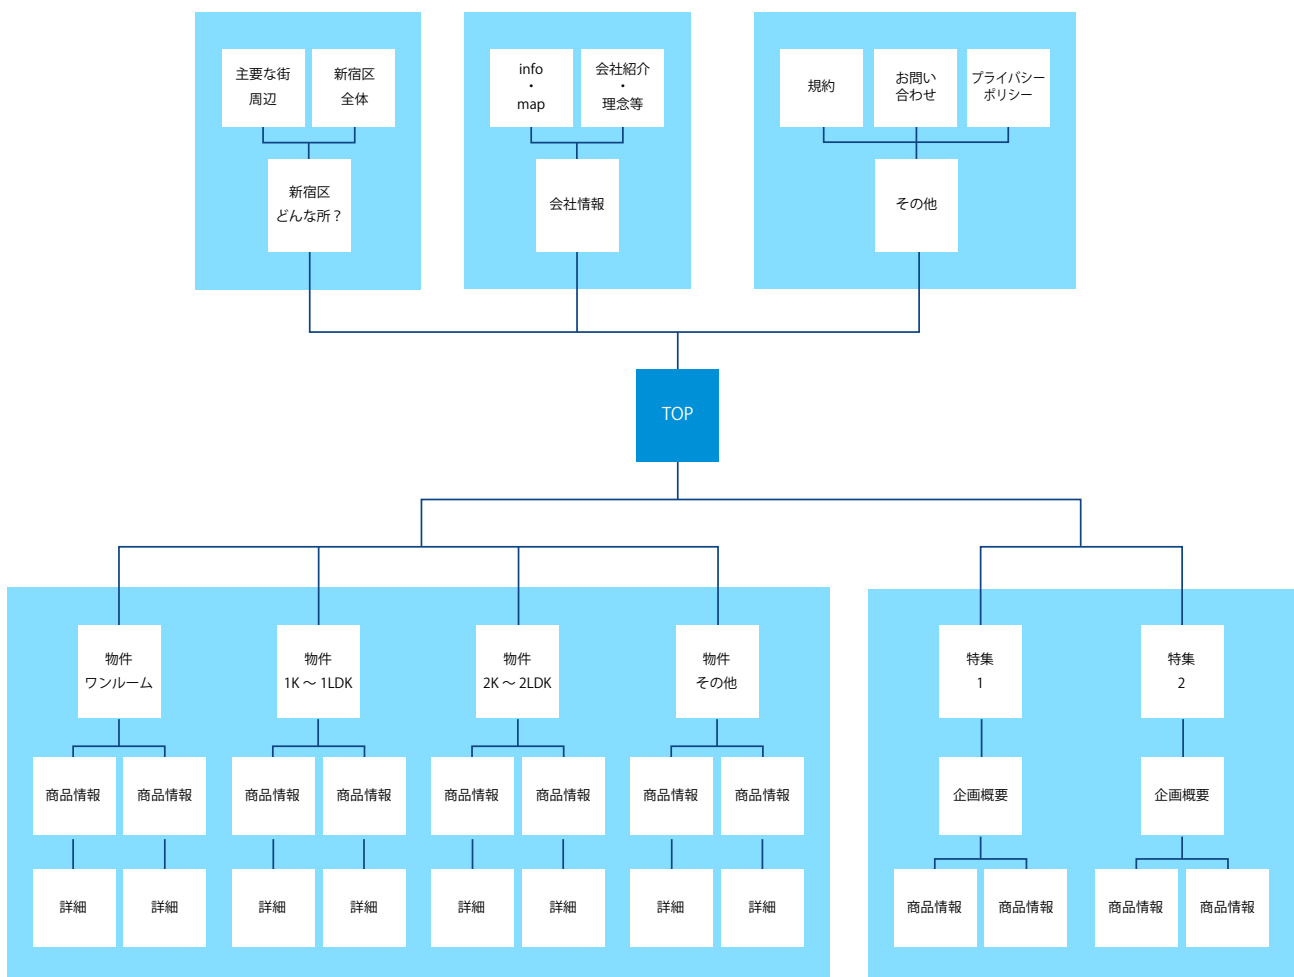 主要な街
周辺
新宿区
全体
info
・
map
会社紹介
・
理念等
規約
お問い
合わせ
プライバシー
ポリシー
新宿区
どんな所？
会社情報
その他
TOP
物件
ワンルーム
物件
1K ～ 1LDK
物件
2K ～ 2LDK
物件
その他
特集
1
特集
2
商品情報
商品情報
商品情報
商品情報
商品情報
商品情報
商品情報
商品情報
企画概要
企画概要
詳細
詳細
詳細
詳細
詳細
詳細
詳細
詳細
商品情報
商品情報
商品情報
商品情報